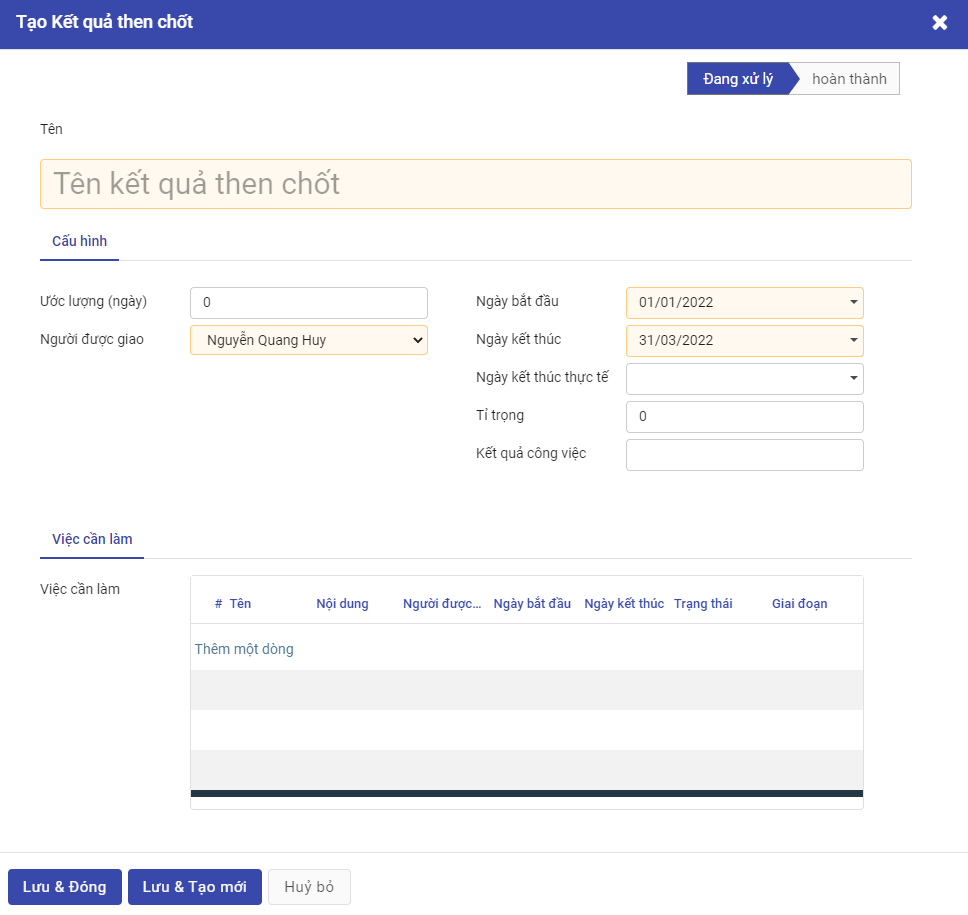 Tạo Kết quả then chốt
Đang xử lý
hoàn thành
Tên
Tên kết quả then chốt
Cấu hình
Ước lượng (ngày) 0
Người được giao Nguyễn Quang Huy
Ngày bắt đầu 01/01/2022
Ngày kết thúc 31/03/2022
Ngày kết thúc thực tế
Tỉ trọng 0
Kết quả công việc
Việc cần làm
Việc cần làm
# Tên Nội dung Người được... Ngày bắt đầu Ngày kết thúc Trạng thái Giai đoạn
Thêm một dòng
Lưu & Đóng Lưu & Tạo mới Huỷ bỏ